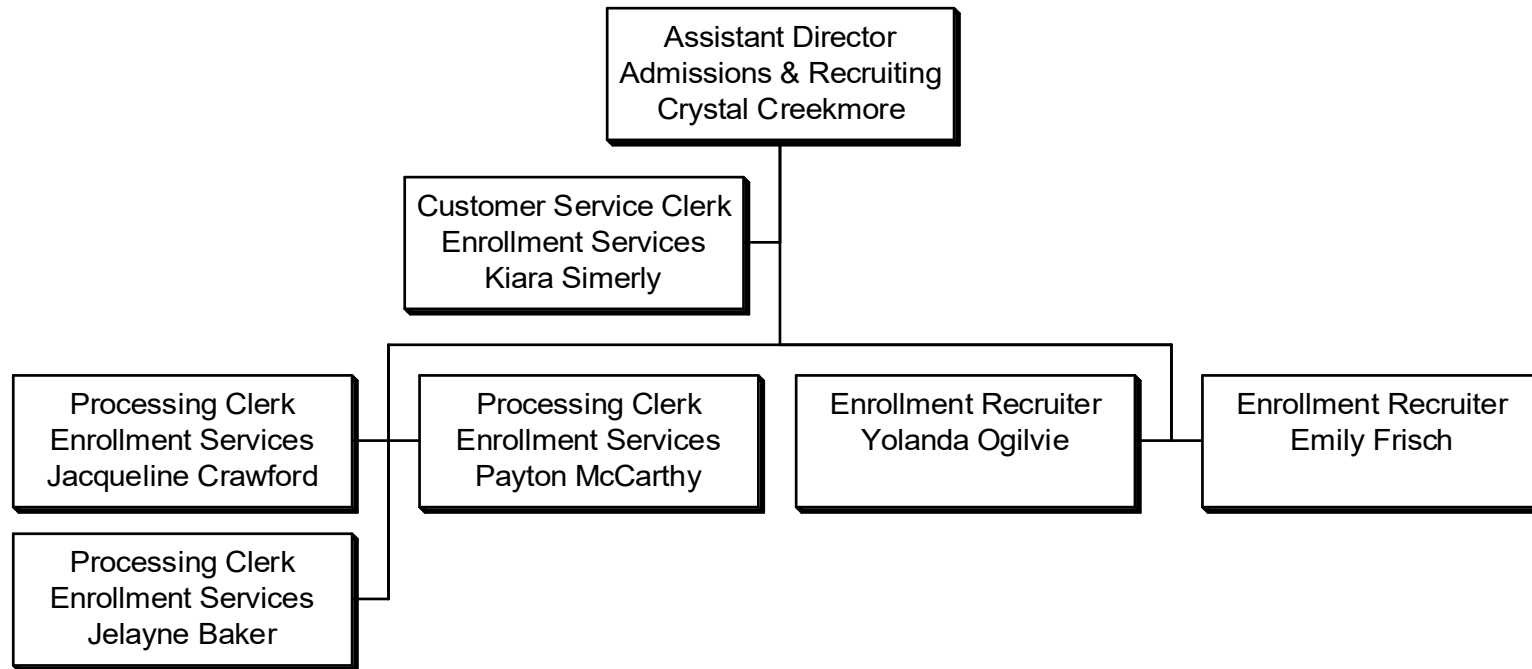 Assistant Director
Admissions & Recruiting
Crystal Creekmore
Customer Service Clerk
Enrollment Services
Kiara Simerly
Processing Clerk
Enrollment Services
Jacqueline Crawford
Processing Clerk
Enrollment Services
Payton McCarthy
Enrollment Recruiter
Yolanda Ogilvie
Enrollment Recruiter
Emily Frisch
Processing Clerk
Enrollment Services
Jelayne Baker